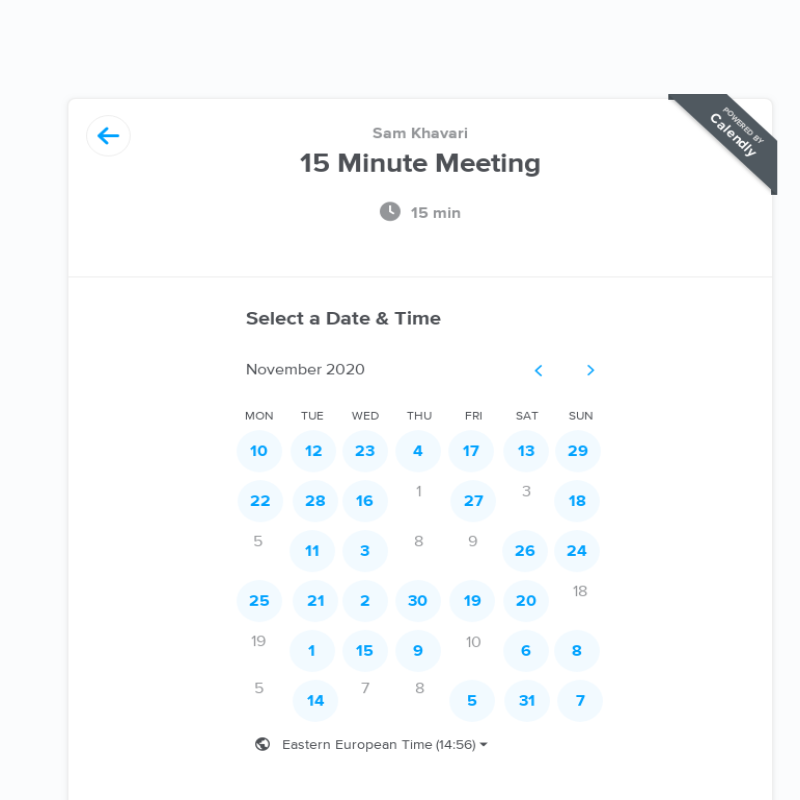 POWERED BY
Calendly
Sam Khavari
15 Minute Meeting
15 min
Select a Date & Time
November 2020
MON TUE WED THU FRI SAT SUN
10 12 23 4 17 13 29
22 28 16 1 27 3 18
5 11 3 8 9 26 24
25 21 2 30 19 20 18
19 1 15 9 10 6 8
5 14 7 8 5 31 7
Eastern European Time (14:56)